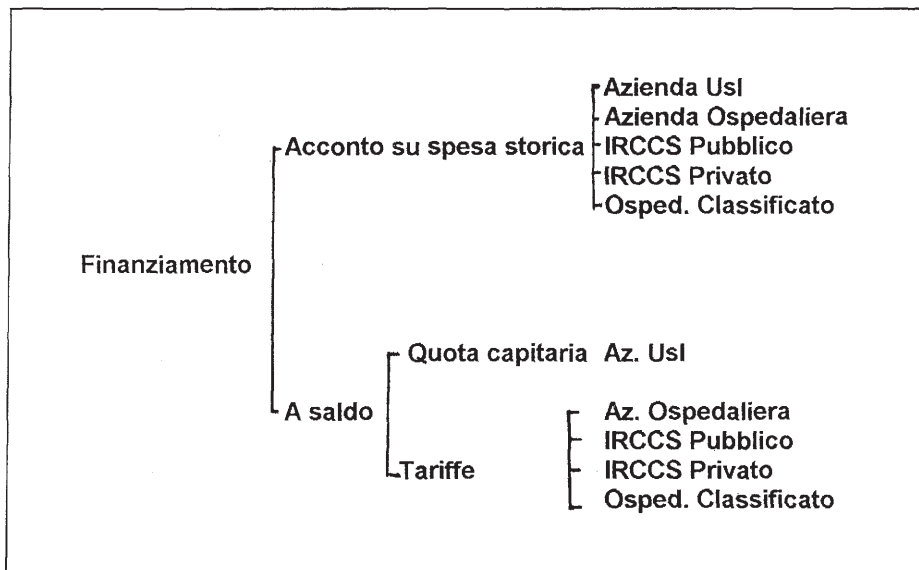 Finanziamento
Acconto su spesa storica
Azienda Usl
Azienda Ospedaliera
IRCCS Pubblico
IRCCS Privato
Osped. Classificato
A saldo
Quota capitaria Az. Usl
Tariffe
Az. Ospedaliera
IRCCS Pubblico
IRCCS Privato
Osped. Classificato